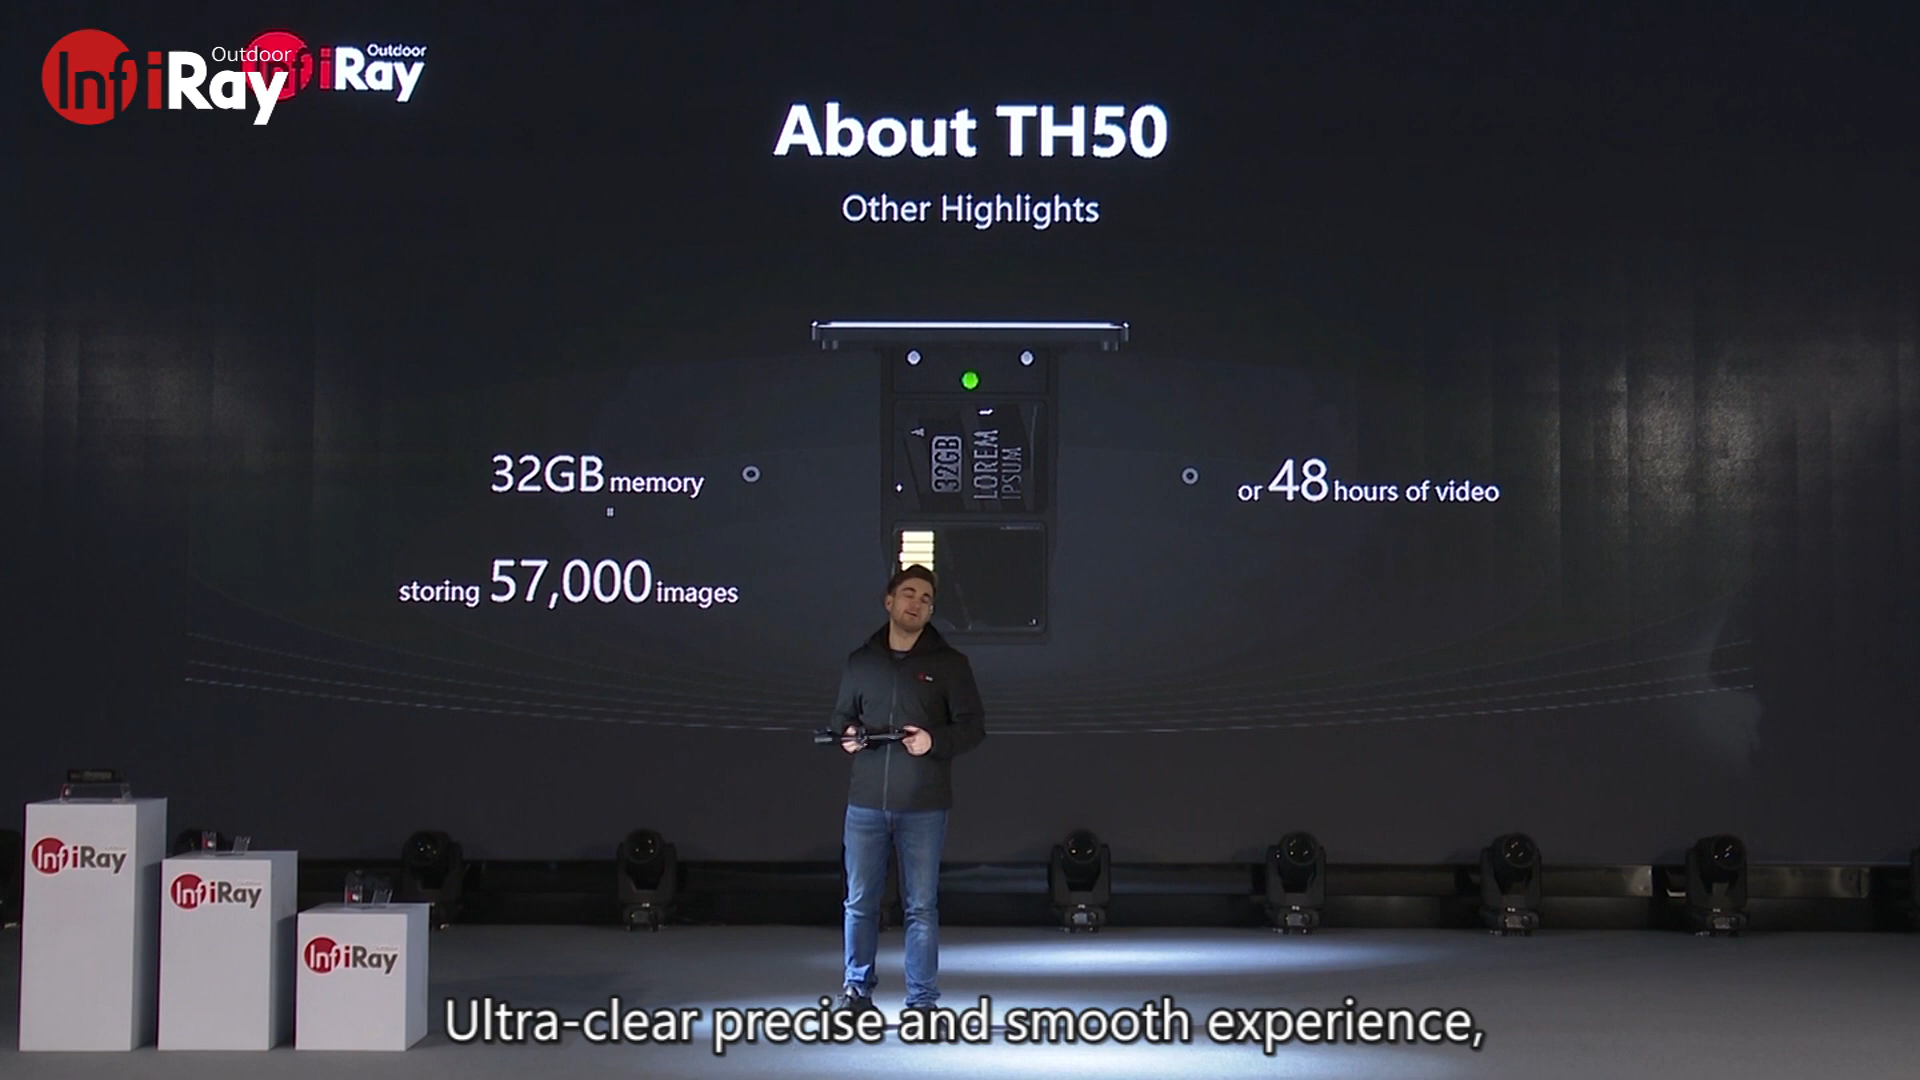 Outdoor
InfiRay
Outdoor
InfiRay
About TH50
Other Highlights
32GB
LOREM
IPSUM
32GB memory
storing 57,000 images
or 48 hours of video
InfiRay
InfiRay
InfiRay
Ultra-clear precise and smooth experience,